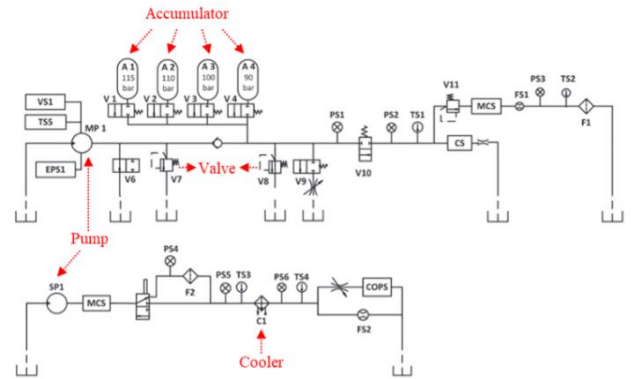 Accumulator
A 1 A 2 A 3 A 4
115 110 100 90
bar bar bar bar
V 1 V 2 V 3 V 4
VS1
TS5
MP 1
EPS1
PS1 PS2 TS1
V11
MCS
FS1
PS3 TS2
F1
CS
V6 V7 Valve V8 V9
V10
Pump
SP1
MCS
PS4
F2
PS5 TS3
C1
PS6 TS4
COPS
FS2
Cooler